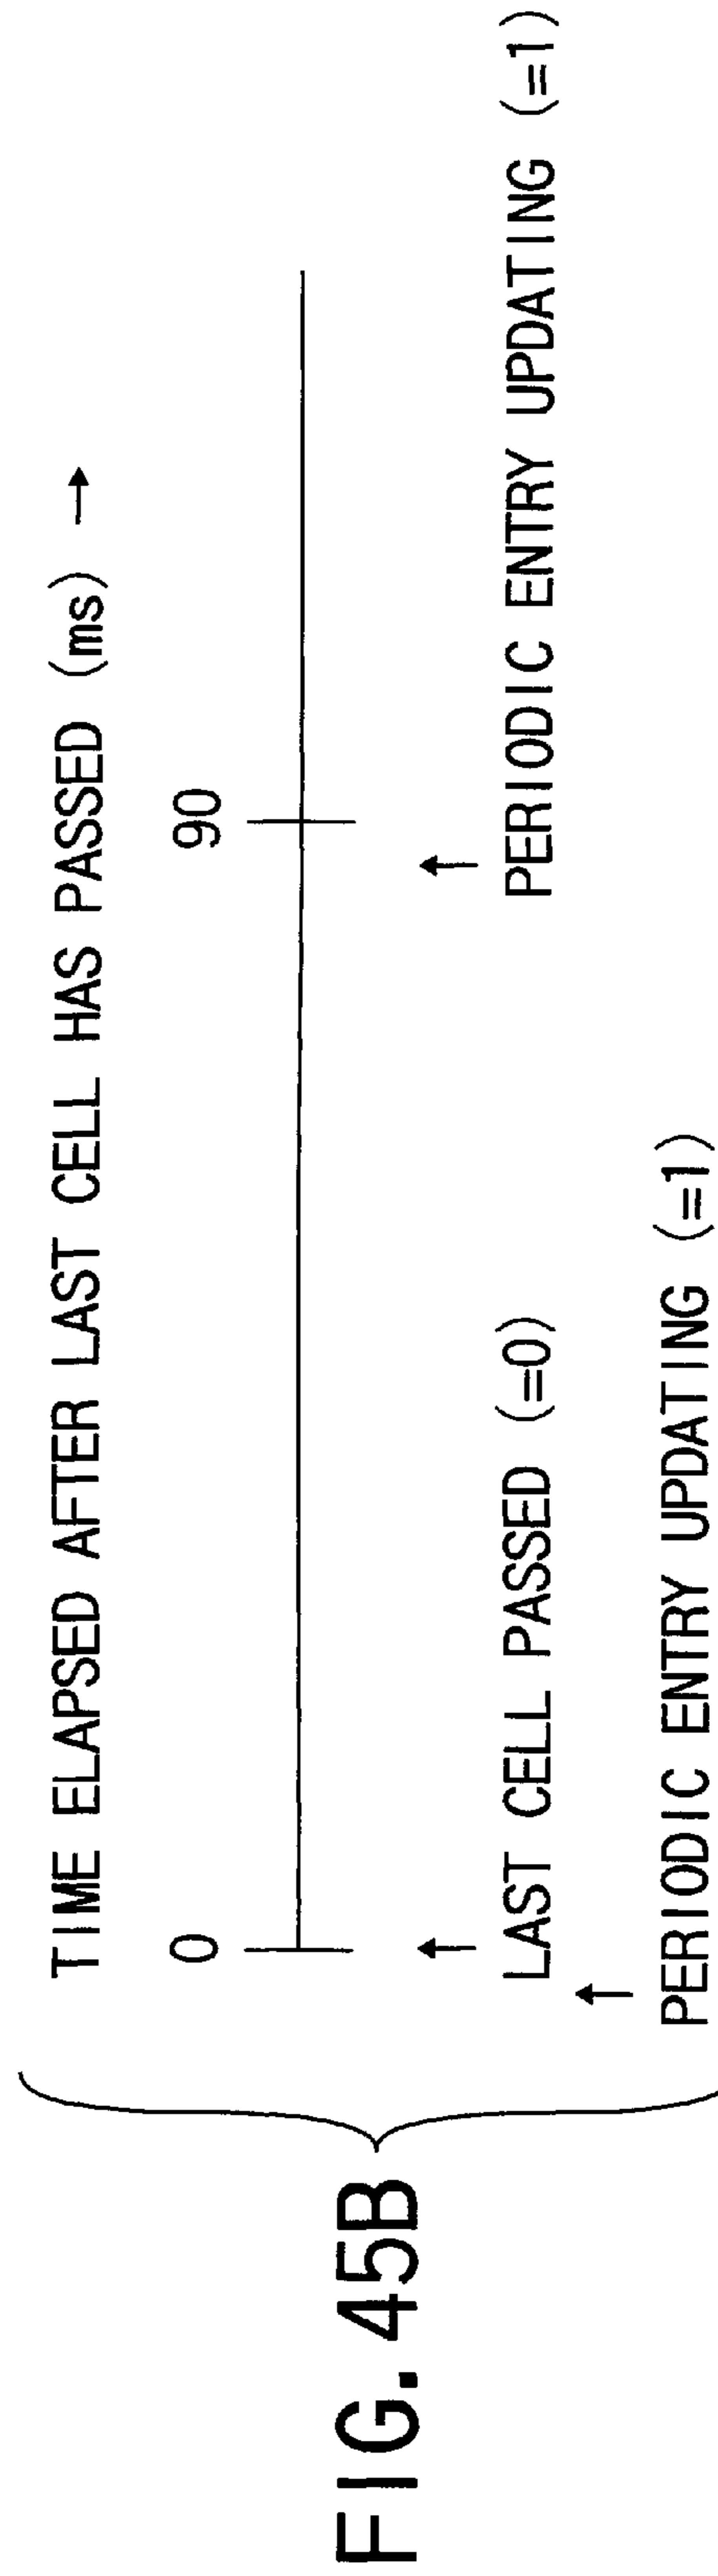 FIG. 45B
TIME ELAPSED AFTER LAST CELL HAS PASSED (ms) →
0
90
LAST CELL PASSED (=0)
PERIODIC ENTRY UPDATING (=1)
PERIODIC ENTRY UPDATING (=1)